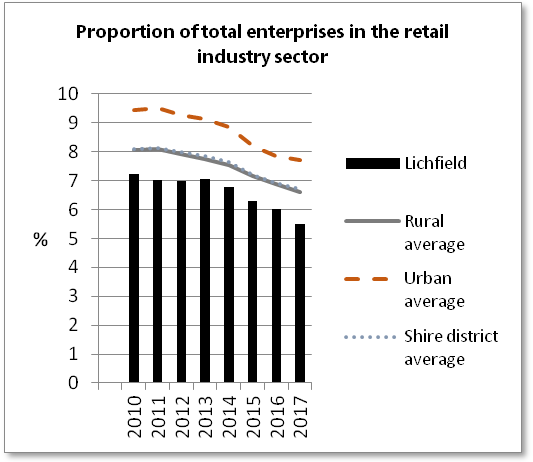 Proportion of total enterprises in the retail
industry sector
10
9
8
7
6
5
4
3
2
1
0
%
2010
2011
2012
2013
2014
2015
2016
2017
Lichfield
Rural
average
Urban
average
Shire district
average